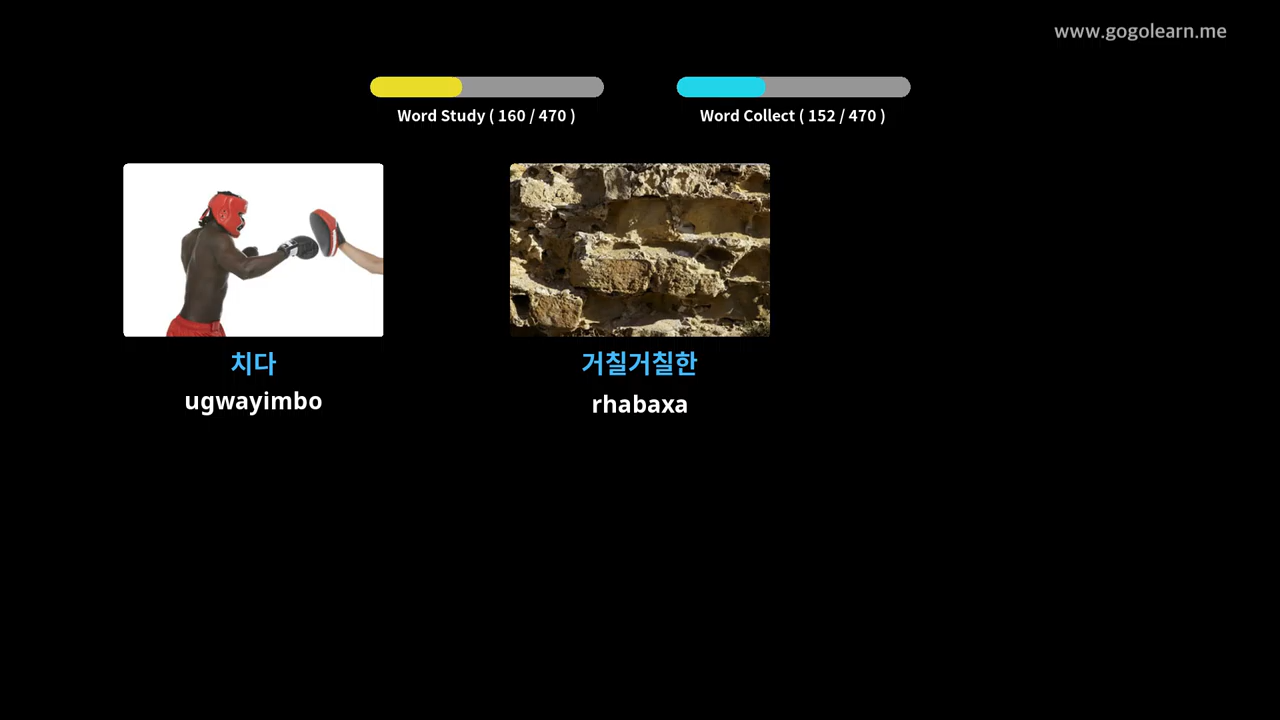 www.gogolearn.me
Word Study ( 160 / 470 )
Word Collect ( 152 / 470 )
치다
ugwayimbo
거칠거칠한
rhabaxa